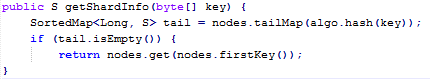 public S getShardInfo(byte[] key) {
    SortedMap<Long, S> tail = nodes.tailMap(algo.hash(key));
    if (tail.isEmpty()) {
        return nodes.get(nodes.firstKey());
}